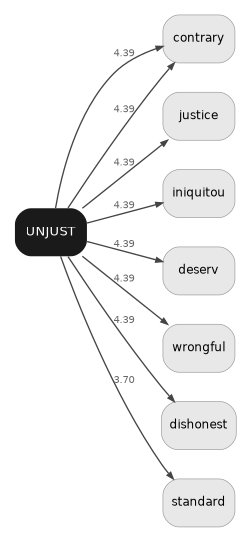 contrary
4.39
4.39
justice
4.39
iniquitou
4.39
UNJUST
4.39
deserv
4.39
wrongful
4.39
dishonest
3.70
standard